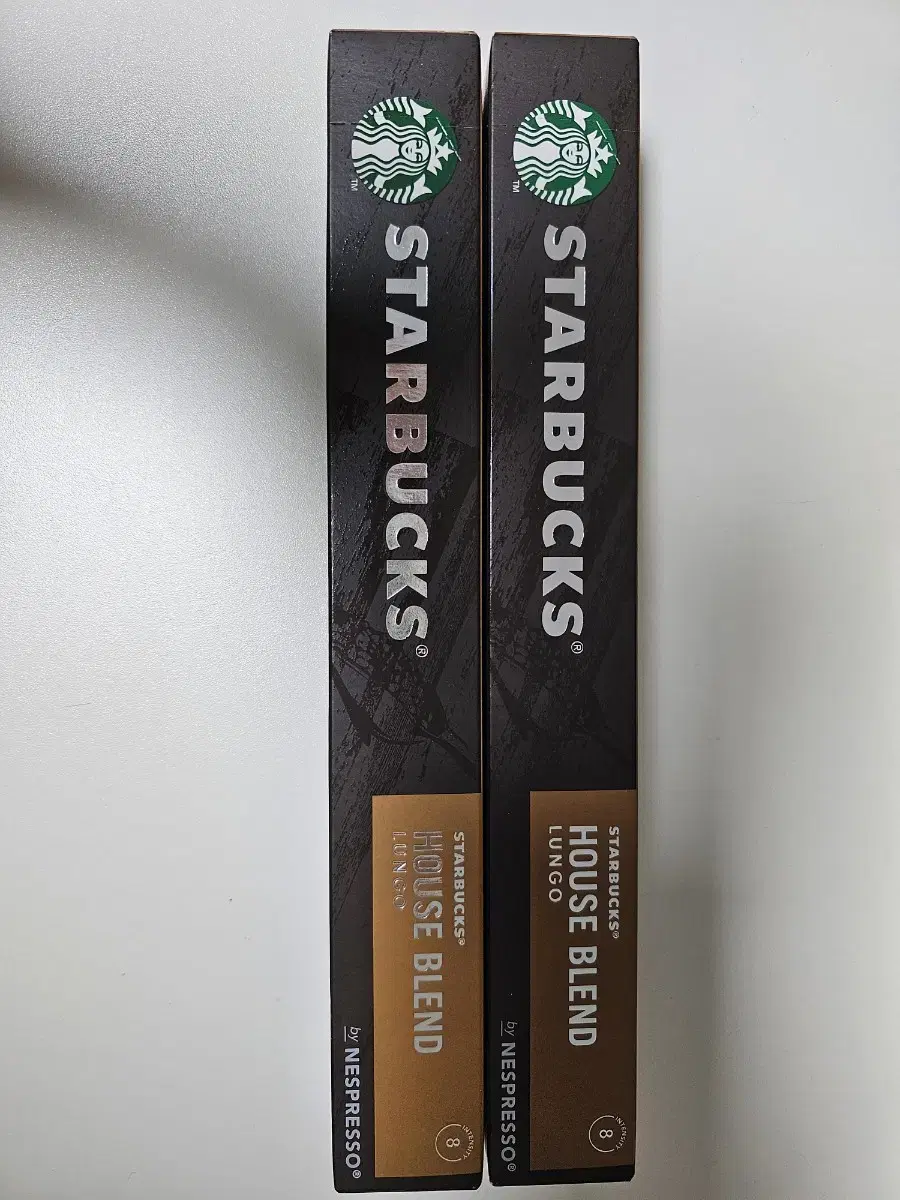 TM
STARBUCKS®
STARBUCKS®
HOUSE BLEND
LUNGO
by NESPRESSO®
INTENSITY
8
TM
STARBUCKS®
STARBUCKS®
HOUSE BLEND
LUNGO
by NESPRESSO®
INTENSITY
8